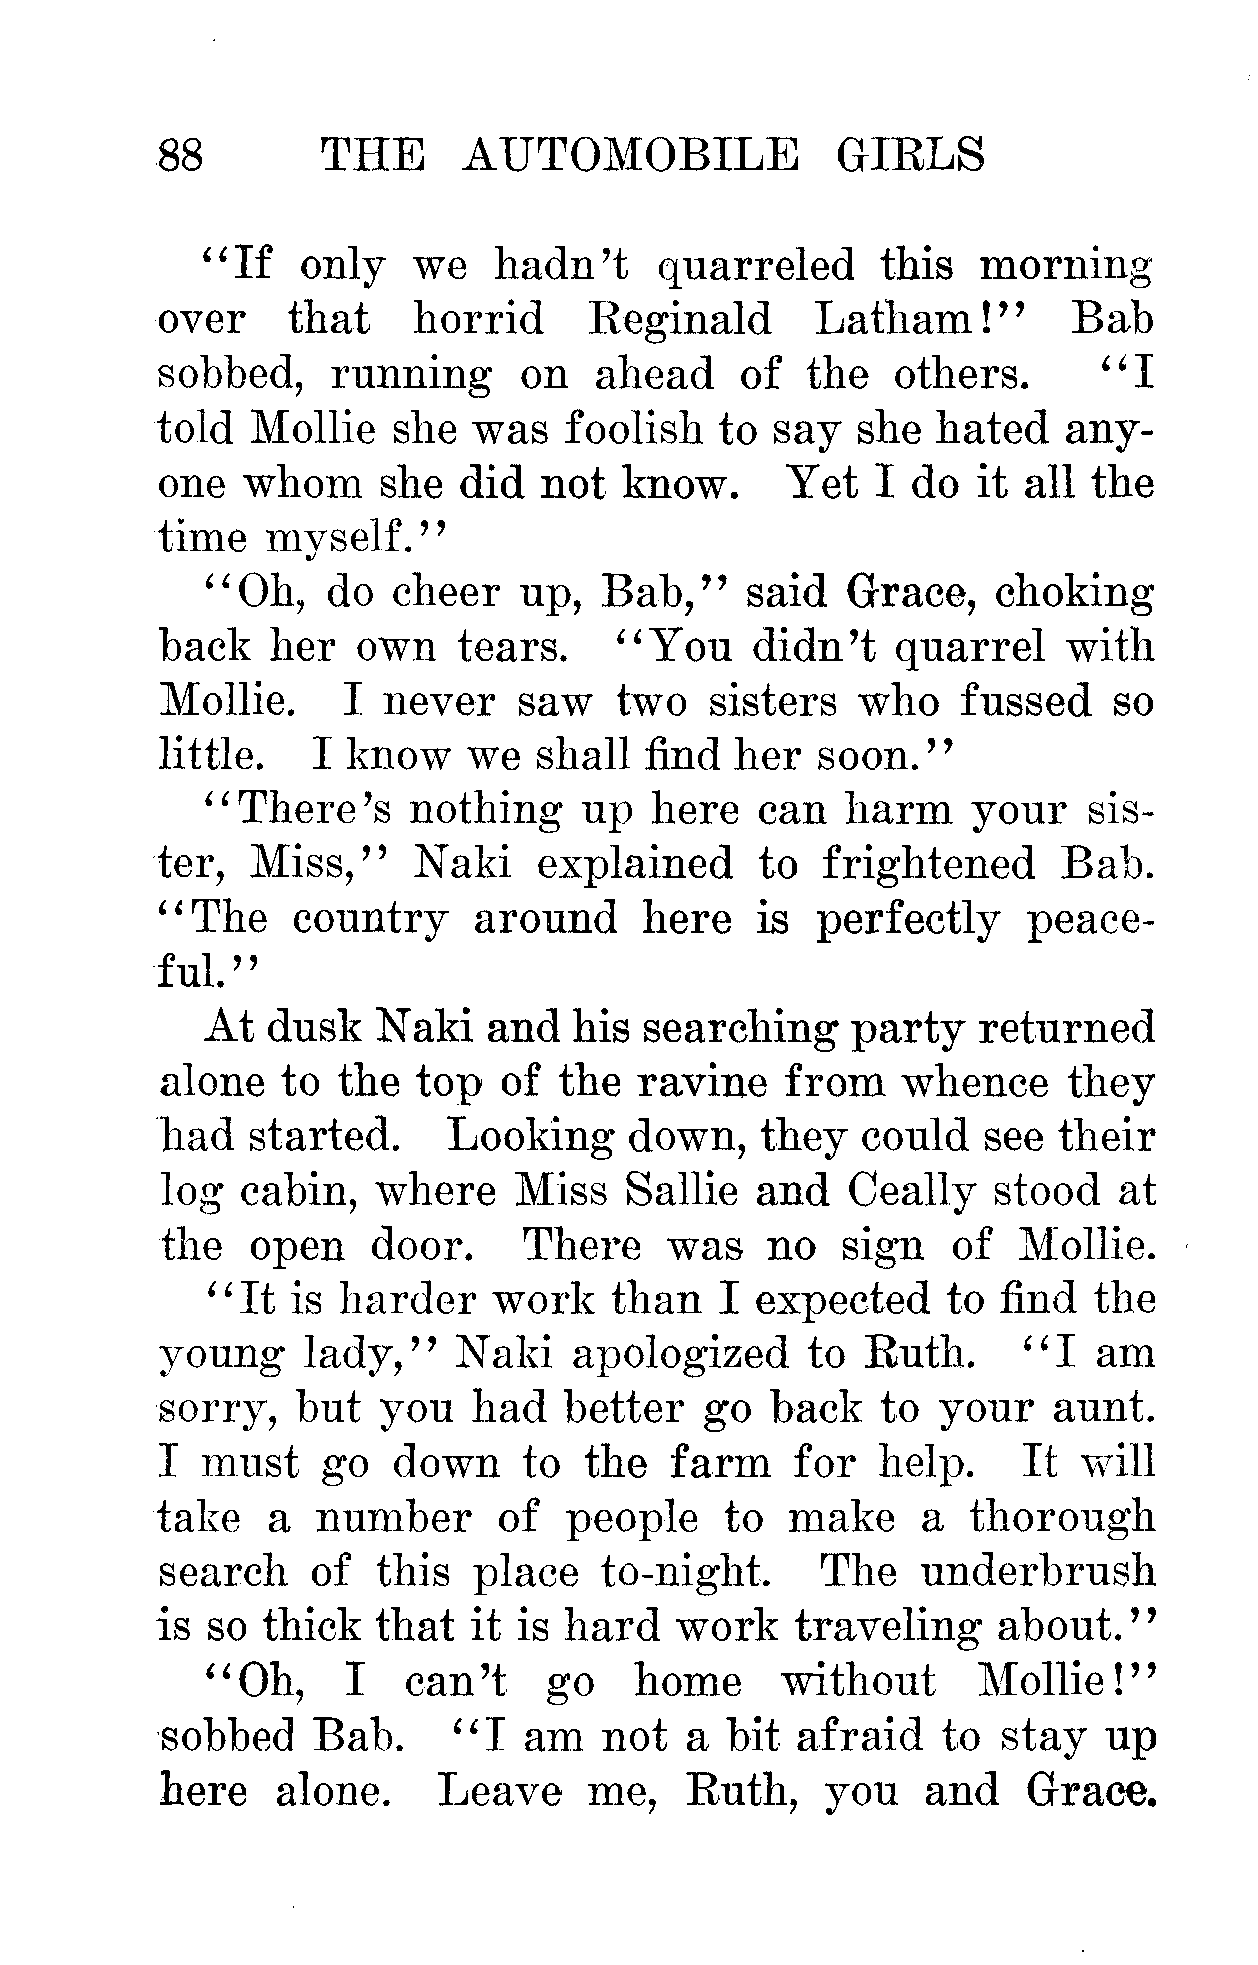 88 THE AUTOMOBILE GIRLS
“If only we hadn’t quarreled this morning
over that horrid Reginald Latham!” Bab
sobbed, running on ahead of the others. “I
told Mollie she was foolish to say she hated any-
one whom she did not know. Yet I do it all the
time myself.”
“Oh, do cheer up, Bab,” said Grace, choking
back her own tears. “You didn’t quarrel with
Mollie. I never saw two sisters who fussed so
little. I know we shall find her soon.”
“There’s nothing up here can harm your sis-
ter, Miss,” Naki explained to frightened Bab.
“The country around here is perfectly peace-
ful.”
At dusk Naki and his searching party returned
alone to the top of the ravine from whence they
had started. Looking down, they could see their
log cabin, where Miss Sallie and Ceally stood at
the open door. There was no sign of Mollie.
“It is harder work than I expected to find the
young lady,” Naki apologized to Ruth. “I am
sorry, but you had better go back to your aunt.
I must go down to the farm for help. It will
take a number of people to make a thorough
search of this place to-night. The underbrush
is so thick that it is hard work traveling about.”
“Oh, I can’t go home without Mollie!”
sobbed Bab. “I am not a bit afraid to stay up
here alone. Leave me, Ruth, you and Grace.